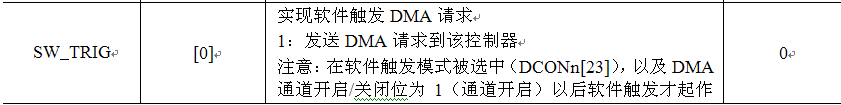 实现软件触发 DMA 请求
1：发送 DMA 请求到该控制器
SW_TRIG [0] 0
注意：在软件触发模式被选中（DCONn[23]），以及 DMA
通道开启/关闭位为 1（通道开启）以后软件触发才起作